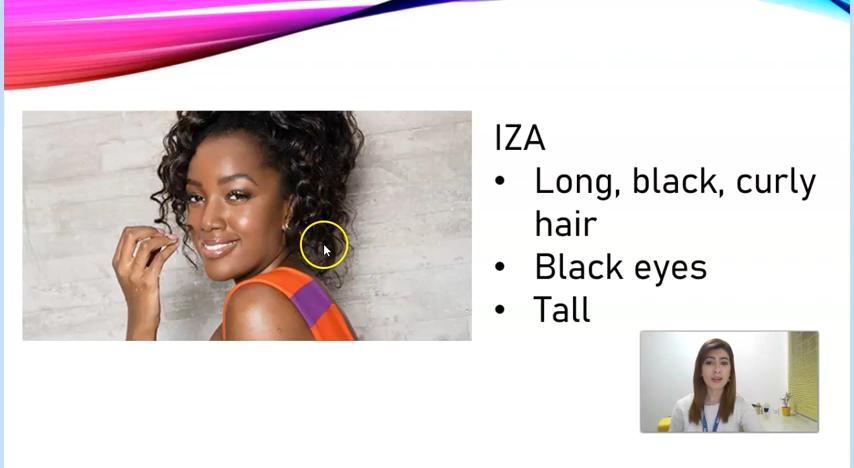 IZA
• Long, black, curly
hair
• Black eyes
• Tall